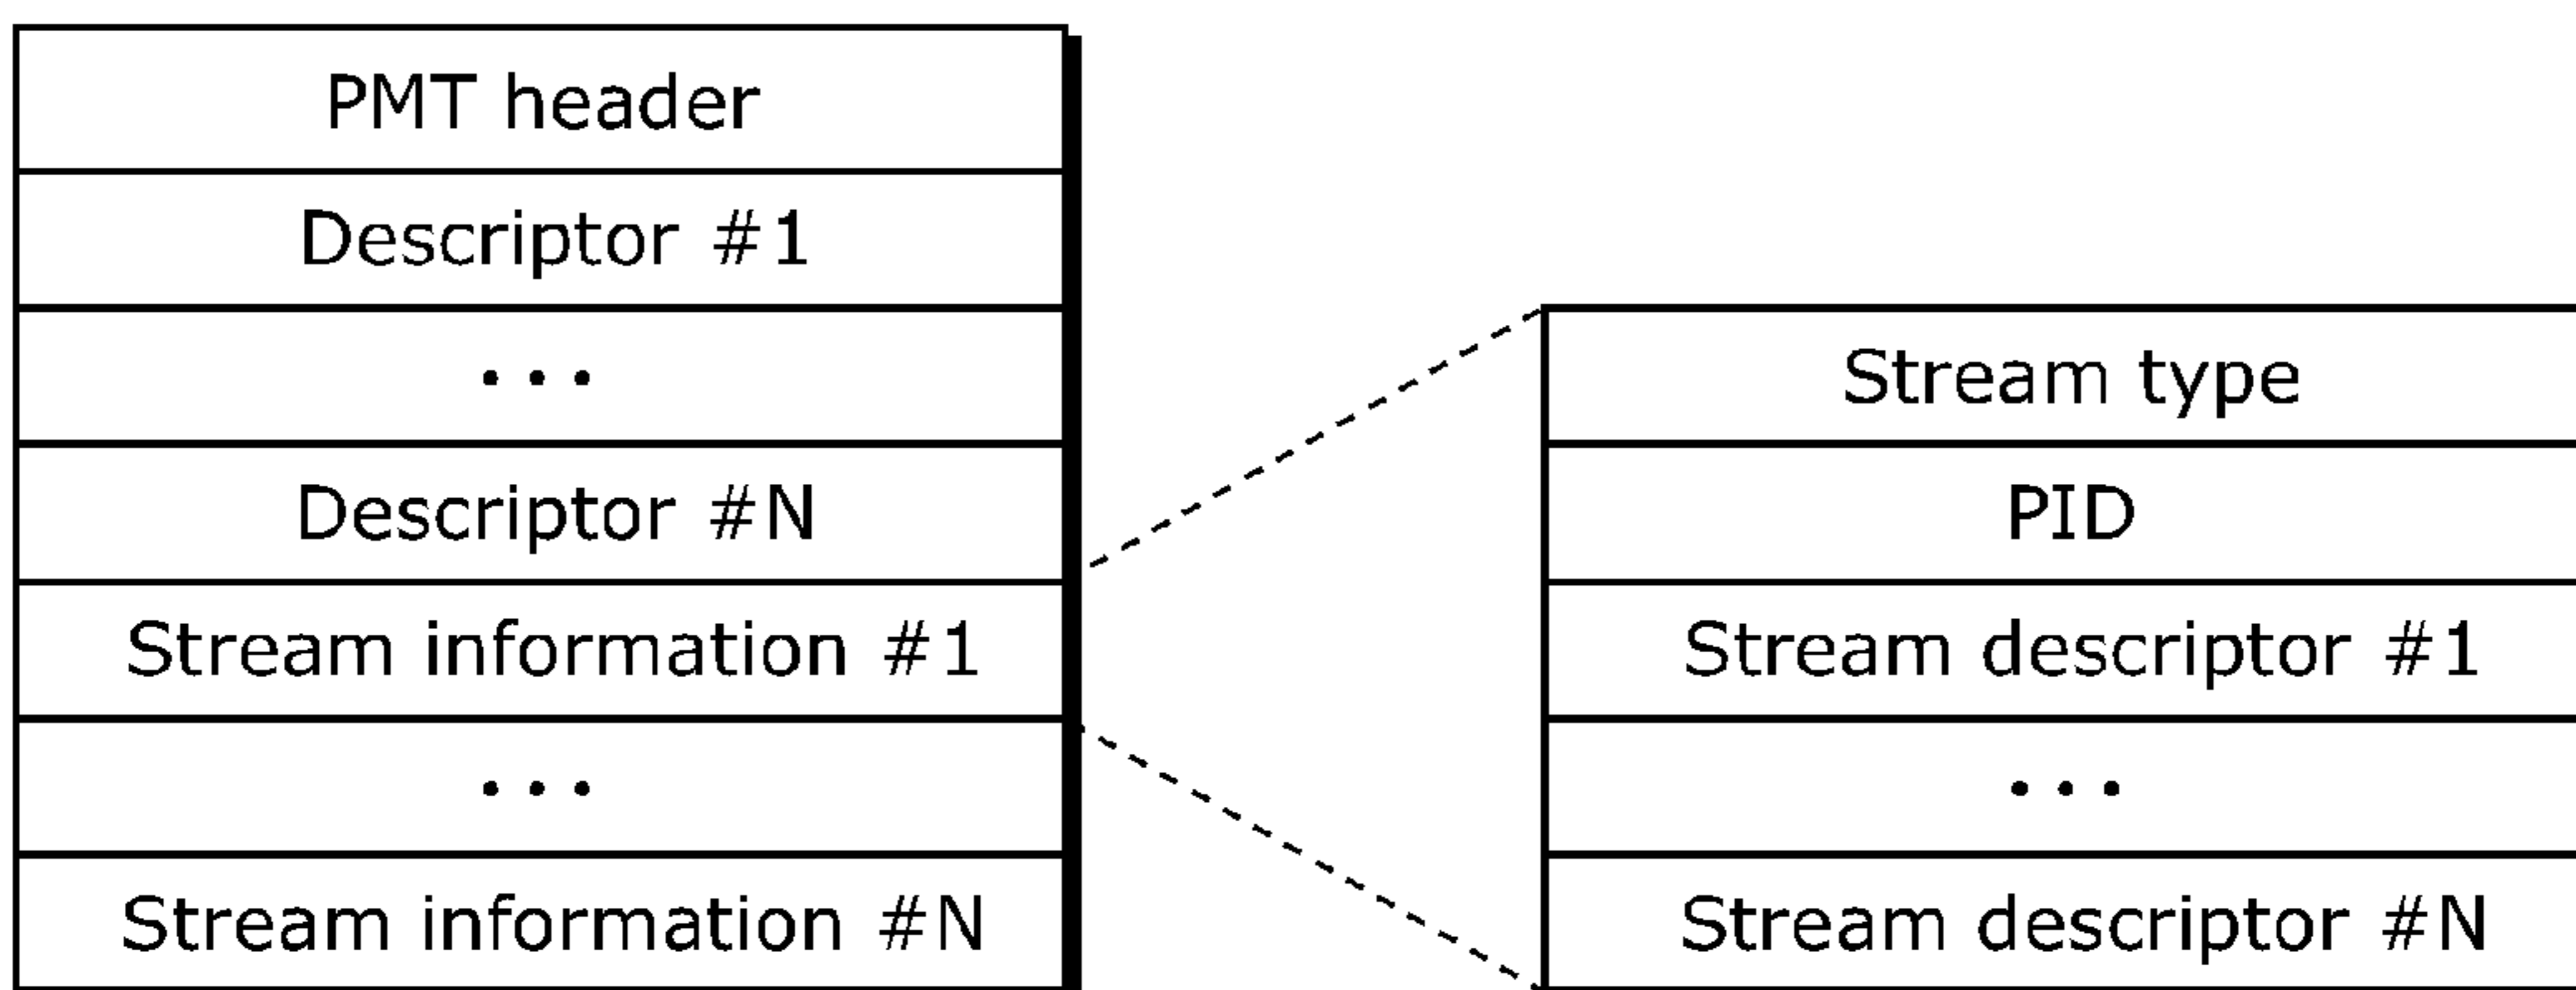 PMT header
Descriptor #1
...
Descriptor #N
Stream information #1
...
Stream information #N
Stream type
PID
Stream descriptor #1
...
Stream descriptor #N